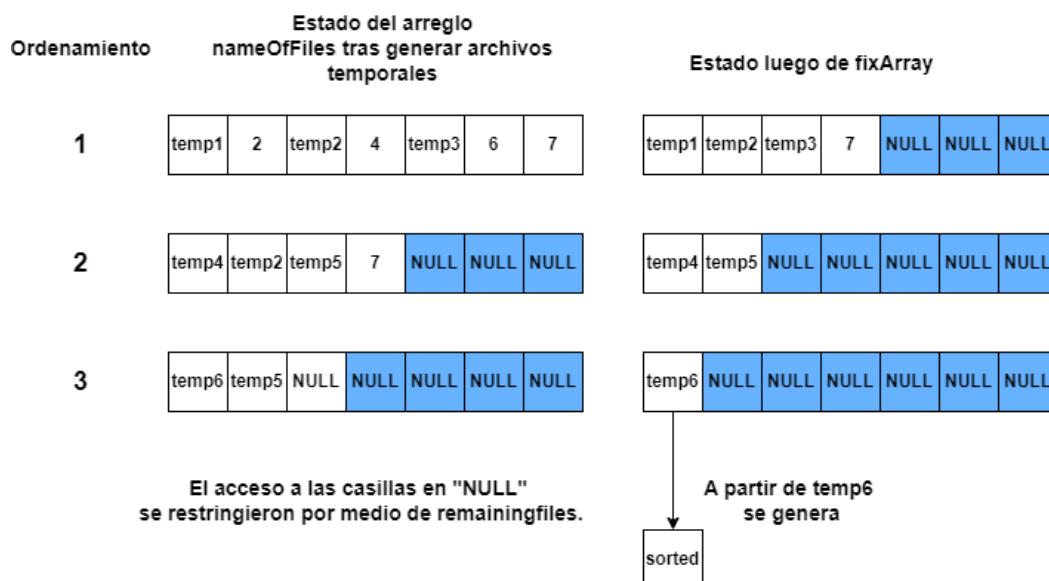 Ordenamiento
Estado del arreglo
nameOfFiles tras generar archivos
temporales
Estado luego de fixArray
1
temp1 2 temp2 4 temp3 6 7
temp1 temp2 temp3 7 NULL NULL NULL
2
temp4 temp2 temp5 7 NULL NULL NULL
temp4 temp5 NULL NULL NULL NULL NULL
3
temp6 temp5 NULL NULL NULL NULL NULL
temp6 NULL NULL NULL NULL NULL NULL
El acceso a las casillas en "NULL"
se restringieron por medio de remainingfiles.
A partir de temp6
se genera
sorted